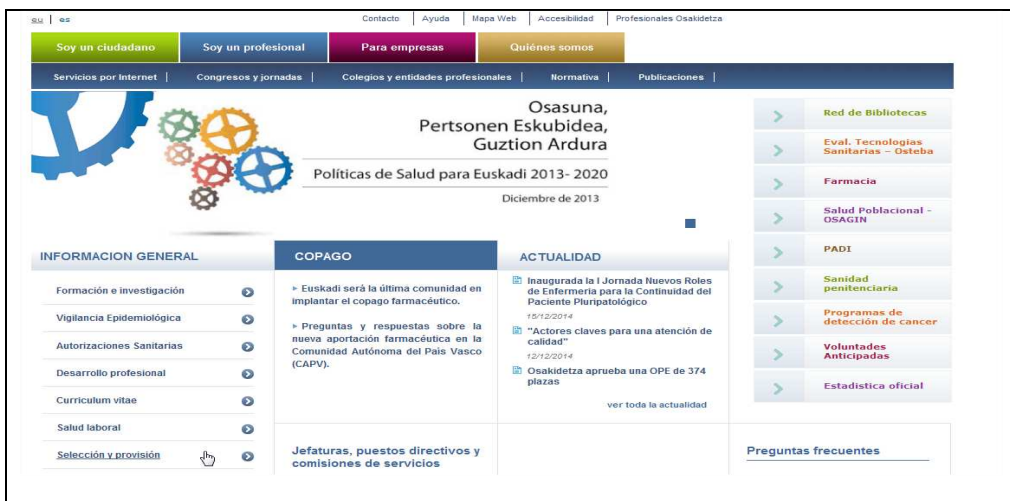 eu | es
Contacto | Ayuda | Mapa Web | Accesibilidad | Profesionales Osakidetza
Soy un ciudadano
Soy un profesional
Para empresas
Quiénes somos
Servicios por Internet | Congresos y jornadas | Colegios y entidades profesionales | Normativa | Publicaciones |
Osasuna,
Pertsonen Eskubidea,
Guztion Ardura
Políticas de Salud para Euskadi 2013- 2020
Diciembre de 2013
Red de Bibliotecas
Eval. Tecnologias
Sanitarias – Osteba
Farmacia
Salud Poblacional -
OSAGIN
PADI
Sanidad
penitenciaria
Programas de
detección de cancer
Voluntades
Anticipadas
Estadistica oficial
INFORMACION GENERAL
Formación e investigación
Vigilancia Epidemiológica
Autorizaciones Sanitarias
Desarrollo profesional
Curriculum vitae
Salud laboral
Selección y provisión
COPAGO
Euskadi será la última comunidad en
implantar el copago farmacéutico.
Preguntas y respuestas sobre la
nueva aportación farmacéutica en la
Comunidad Autónoma del País Vasco
(CAPV).
Jefaturas, puestos directivos y
comisiones de servicios
ACTUALIDAD
Inaugurada la I Jornada Nuevos Roles
de Enfermería para la Continuidad del
Paciente Pluripatológico
15/12/2014
"Actores claves para una atención de
calidad"
12/12/2014
Osakidetza aprueba una OPE de 374
plazas
ver toda la actualidad
Preguntas frecuentes